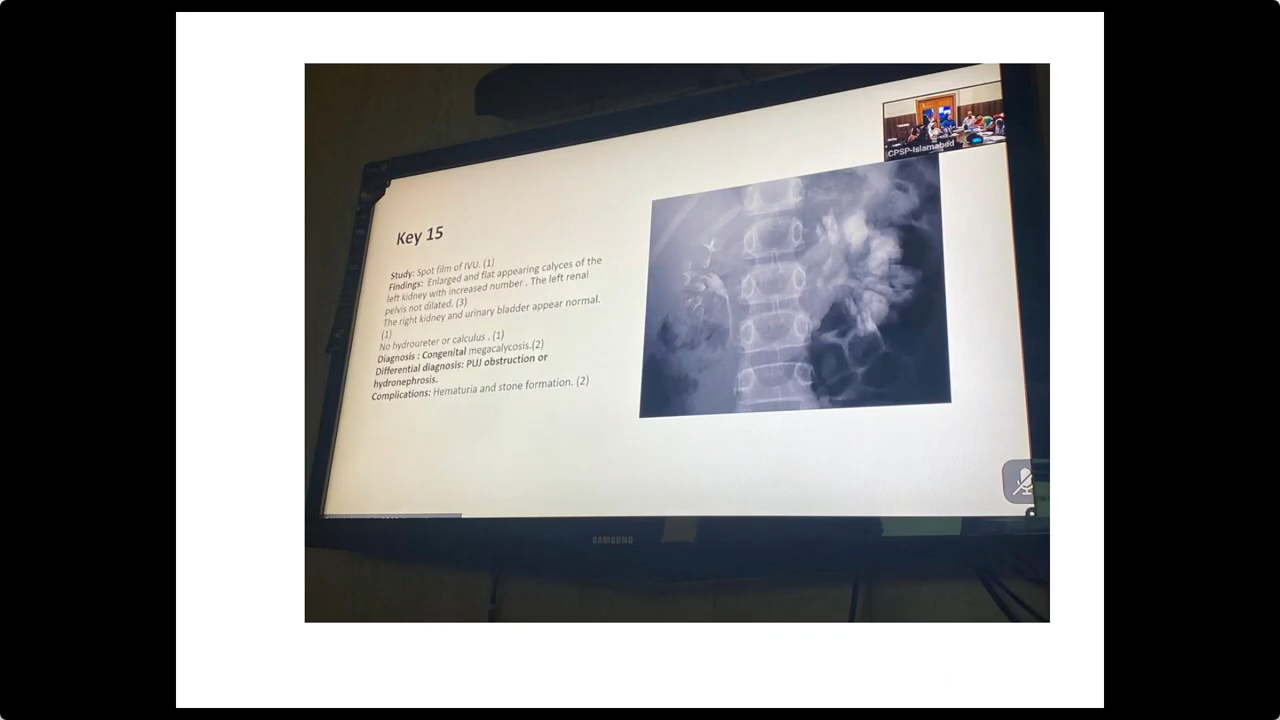 CPSP-Islamabad
Key 15
Study: Spot film of IVU. (1)
Findings: Enlarged and flat appearing calyces of the
left kidney with increased number . The left renal
pelvis not dilated. (3)
The right kidney and urinary bladder appear normal.
(1)
No hydroureter or calculus . (1)
Diagnosis : Congenital megacalycosis.(2)
Differential diagnosis: PUJ obstruction or
hydronephrosis.
Complications: Hematuria and stone formation. (2)
SAMSUNG